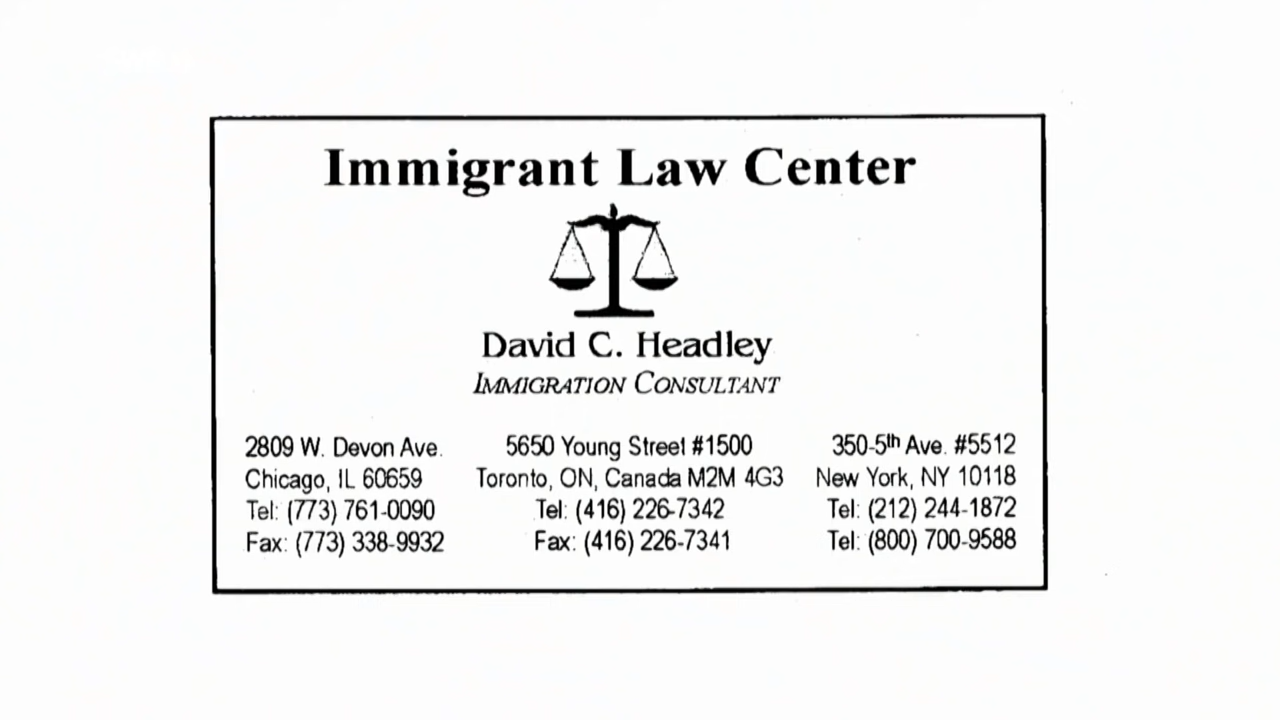 Immigrant Law Center
David C. Headley
IMMIGRATION CONSULTANT
2809 W. Devon Ave.
Chicago, IL 60659
Tel: (773) 761-0090
Fax: (773) 338-9932
5650 Young Street #1500
Toronto, ON, Canada M2M 4G3
Tel: (416) 226-7342
Fax: (416) 226-7341
350-5th Ave. #5512
New York, NY 10118
Tel: (212) 244-1872
Tel: (800) 700-9588